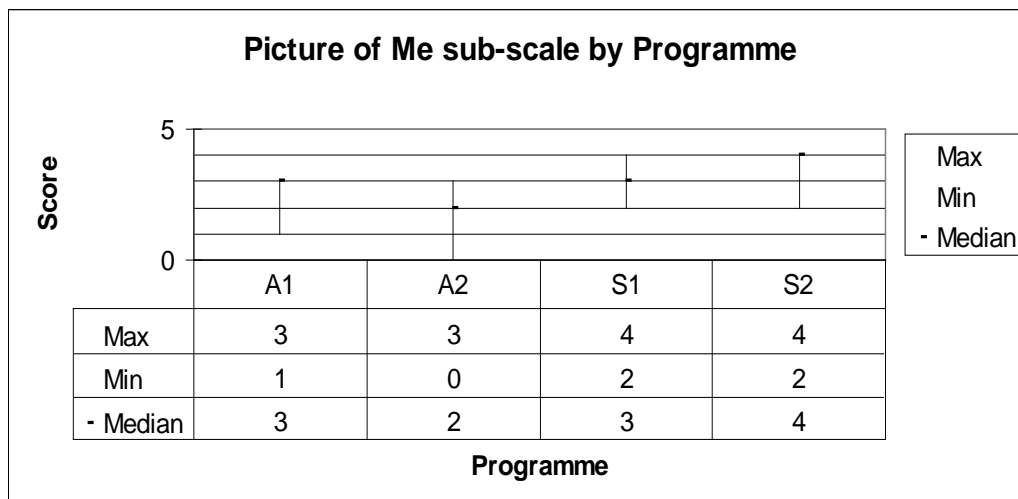 Picture of Me sub-scale by Programme
5
0
Score
Max
Min
- Median
A1 A2 S1 S2
Max 3 3 4 4
Min 1 0 2 2
- Median 3 2 3 4
Programme